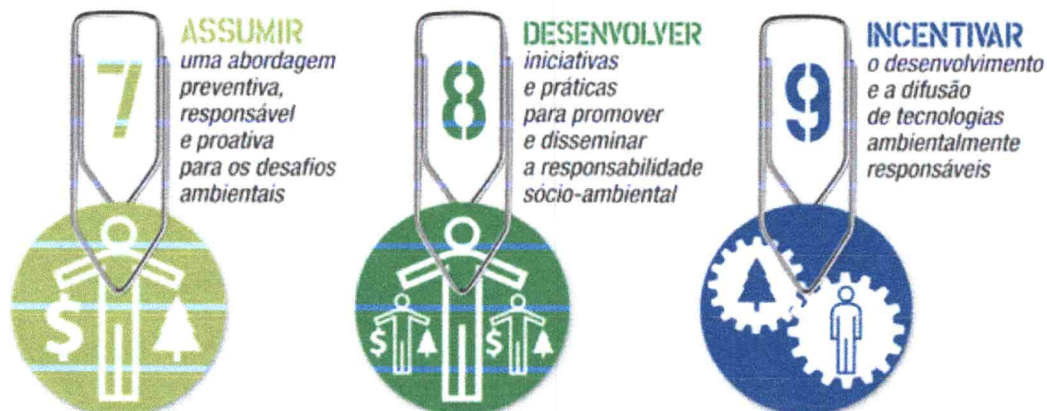 7
ASSUMIR
uma abordagem
preventiva,
responsável
e proativa
para os desafios
ambientais
$
8
DESENVOLVER
iniciativas
e práticas
para promover
e disseminar
a responsabilidade
sócio-ambiental
$
$
9
INCENTIVAR
o desenvolvimento
e a difusão
de tecnologias
ambientalmente
responsáveis